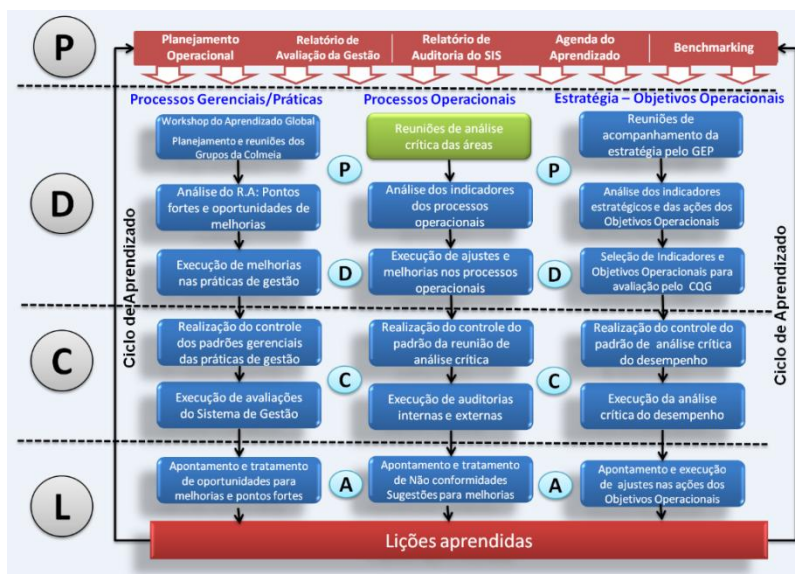 P
Planejamento
Operacional
Relatório de
Avaliação da Gestão
Relatório de
Auditoria do SIS
Agenda do
Aprendizado
Benchmarking
Processos Gerenciais/Práticas
Processos Operacionais
Estratégia – Objetivos Operacionais
D
Workshop do Aprendizado Global
Planejamento e reuniões dos
Grupos da Colmeia
Reuniões de análise
crítica das áreas
Reuniões de
acompanhamento da
estratégia pelo GEP
P
P
Análise do R.A: Pontos
fortes e oportunidades de
melhorias
Análise dos indicadores
dos processos
operacionais
Análise dos indicadores
estratégicos e das ações dos
Objetivos Operacionais
Execução de melhorias
nas práticas de gestão
D
Execução de ajustes e
melhorias nos processos
operacionais
D
Seleção de Indicadores e
Objetivos Operacionais para
avaliação pelo CQG
Ciclo de Aprendizado
Ciclo de Aprendizado
C
Realização do controle
dos padrões gerenciais
das práticas de gestão
Realização do controle do
padrão da reunião de
análise crítica
Realização do controle do
padrão de análise crítica
do desempenho
C
C
Execução de avaliações
do Sistema de Gestão
Execução de auditorias
internas e externas
Execução da análise
crítica do desempenho
L
Apontamento e tratamento
de oportunidades para
melhorias e pontos fortes
A
Apontamento e tratamento
de Não conformidades
Sugestões para melhorias
A
Apontamento e execução
de ajustes nas ações dos
Objetivos Operacionais
Lições aprendidas